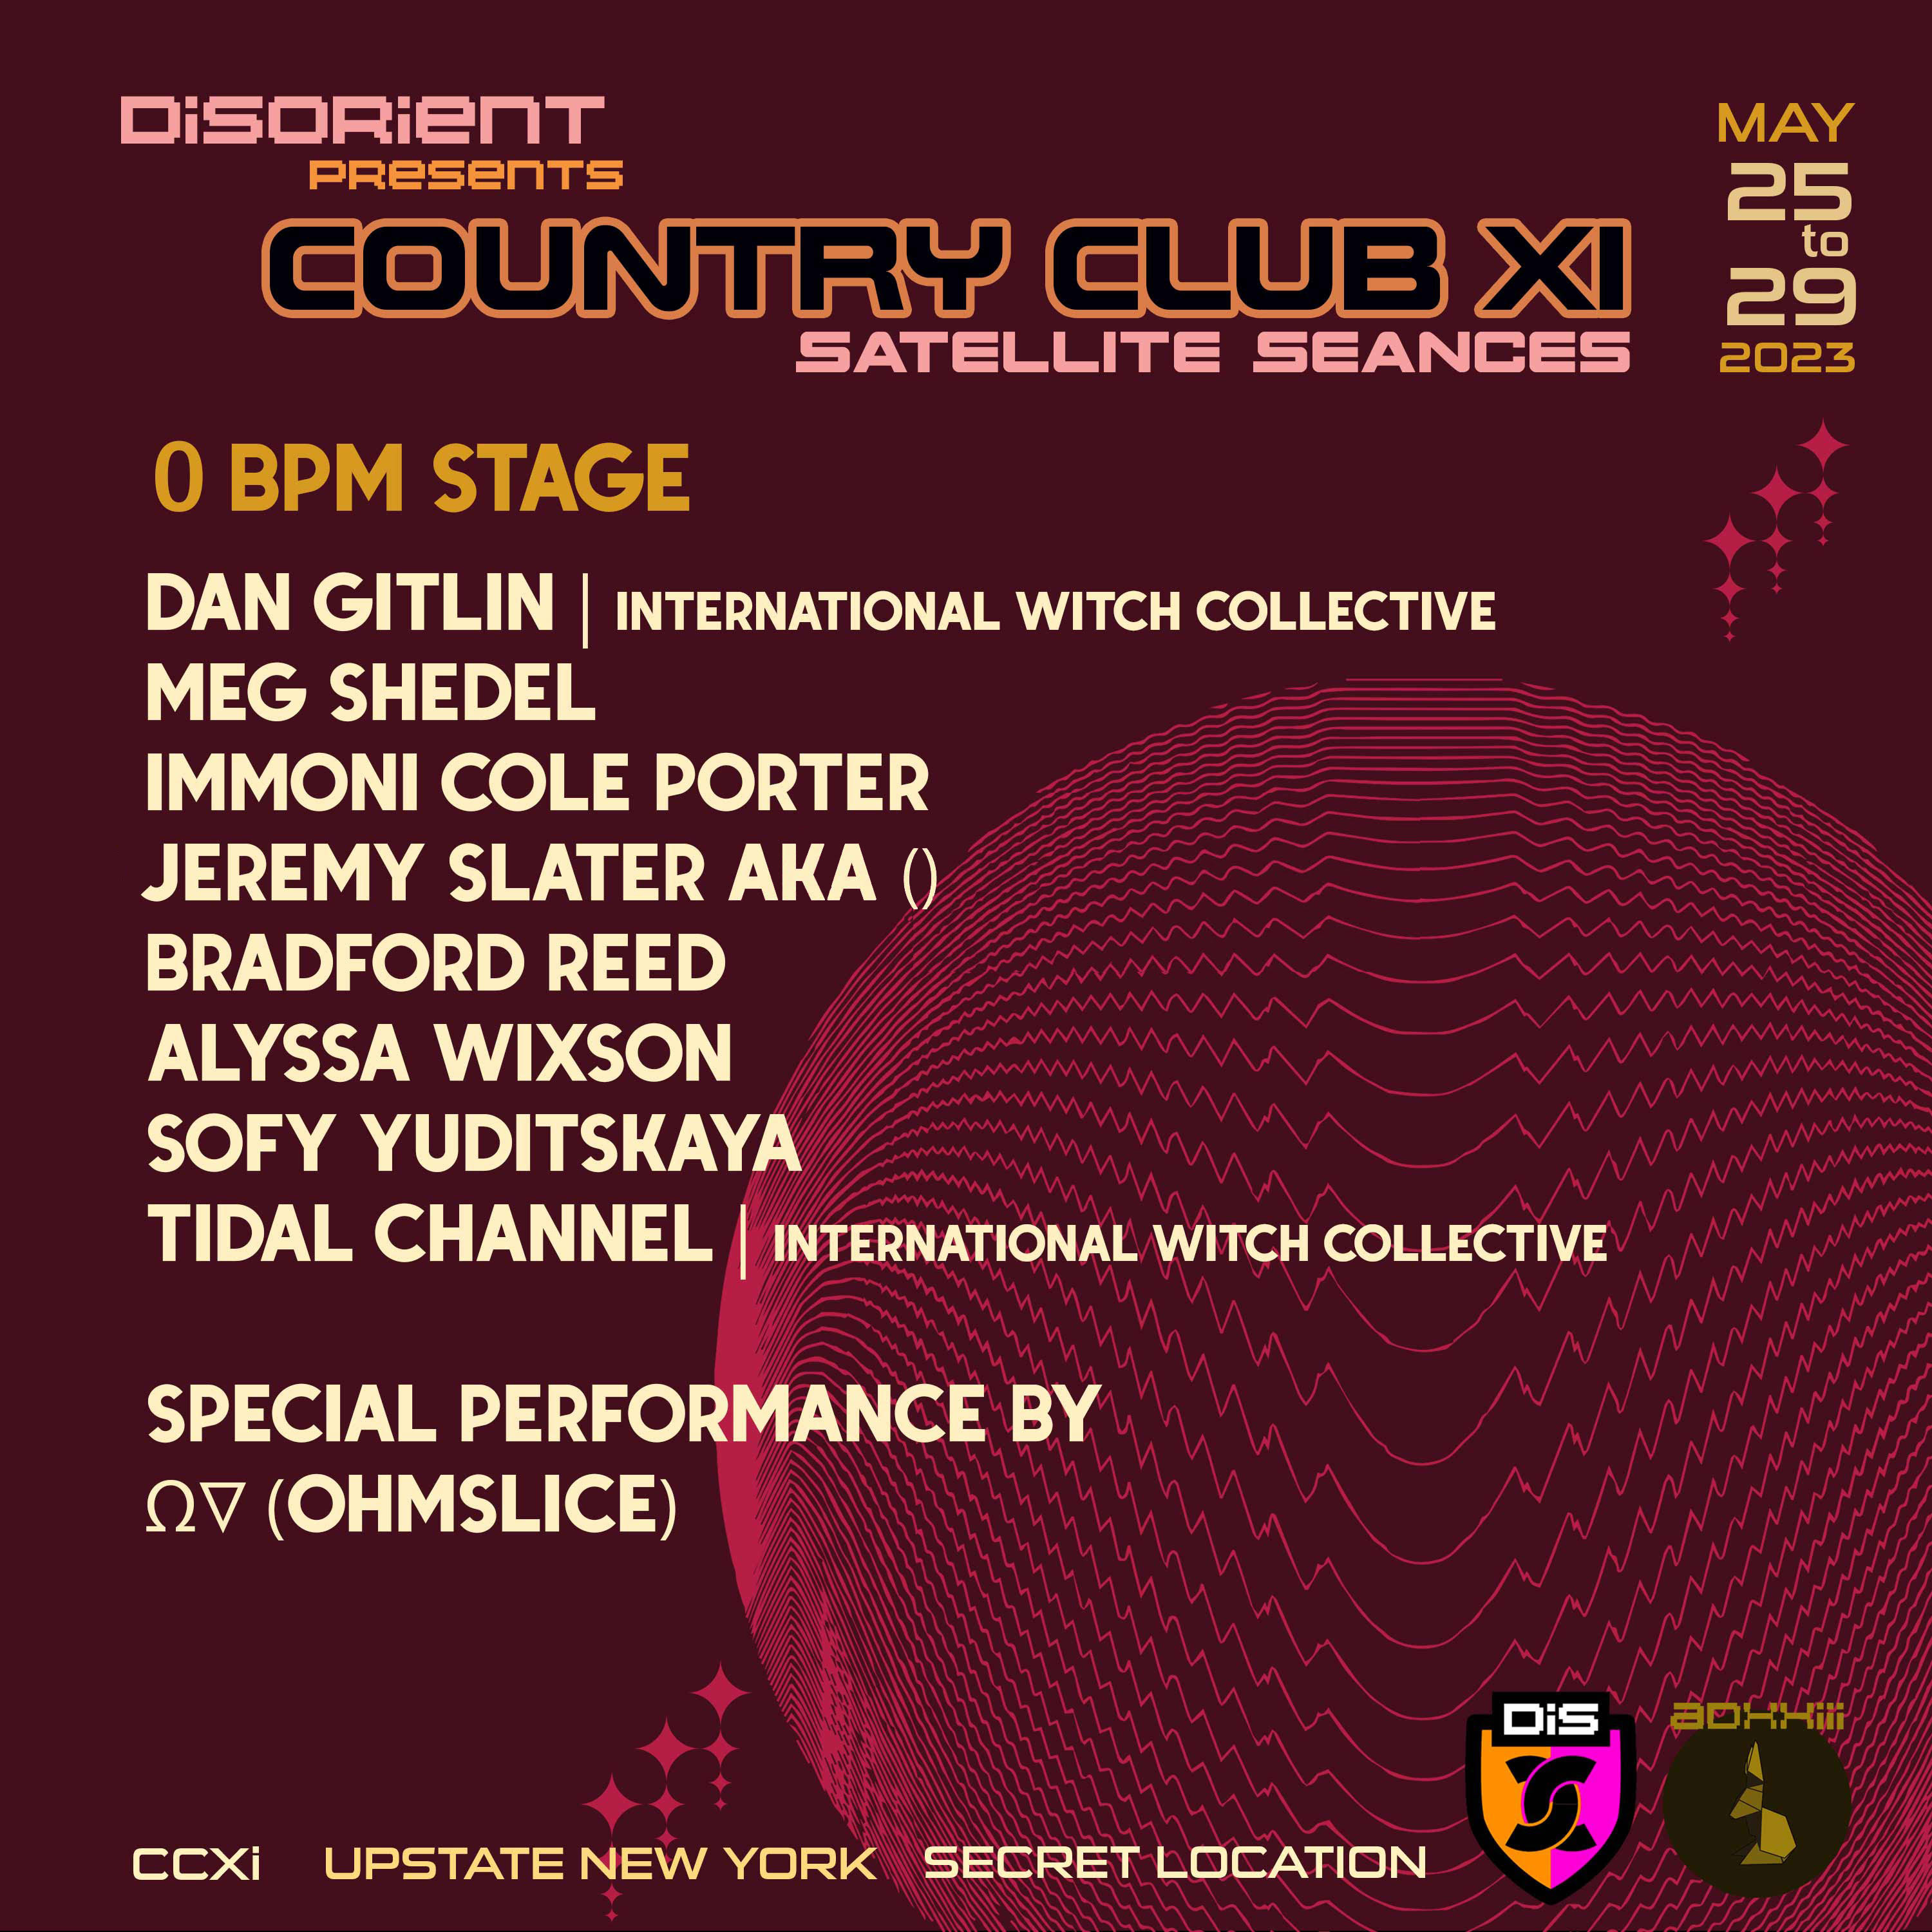 DiSORiENT
PRESENTS
COUNTRY CLUB XI
SATELLITE SEANCES
MAY
25
to
29
2023
0 BPM STAGE
DAN GITLIN | INTERNATIONAL WITCH COLLECTIVE
MEG SHEDEL
IMMONI COLE PORTER
JEREMY SLATER AKA ()
BRADFORD REED
ALYSSA WIXSON
SOFY YUDITSKAYA
TIDAL CHANNEL | INTERNATIONAL WITCH COLLECTIVE
SPECIAL PERFORMANCE BY
Ω∇ (OHMSLICE)
DiS
aDXXiii
CCXi UPSTATE NEW YORK SECRET LOCATION